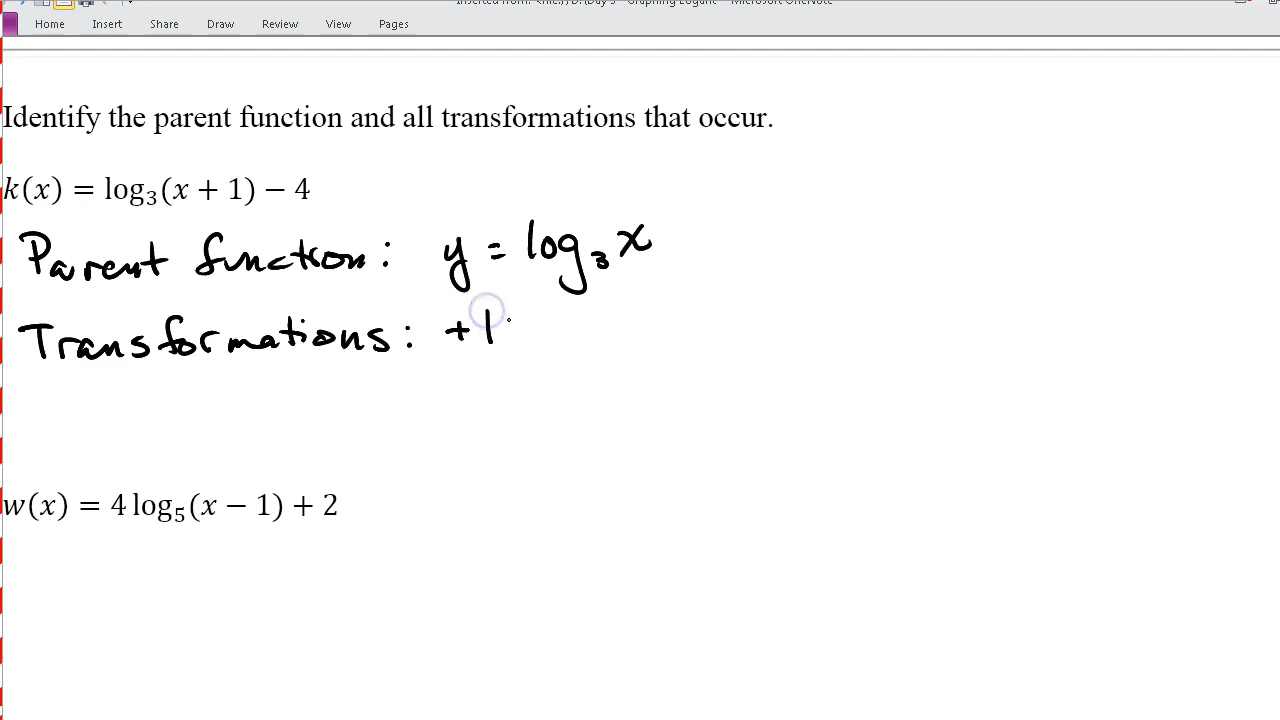 Home Insert Share Draw Review View Pages
Identify the parent function and all transformations that occur.
k(x) = log₃(x + 1) − 4
Parent function: y = log₃ x
Transformations: +1
w(x) = 4 log₅(x − 1) + 2